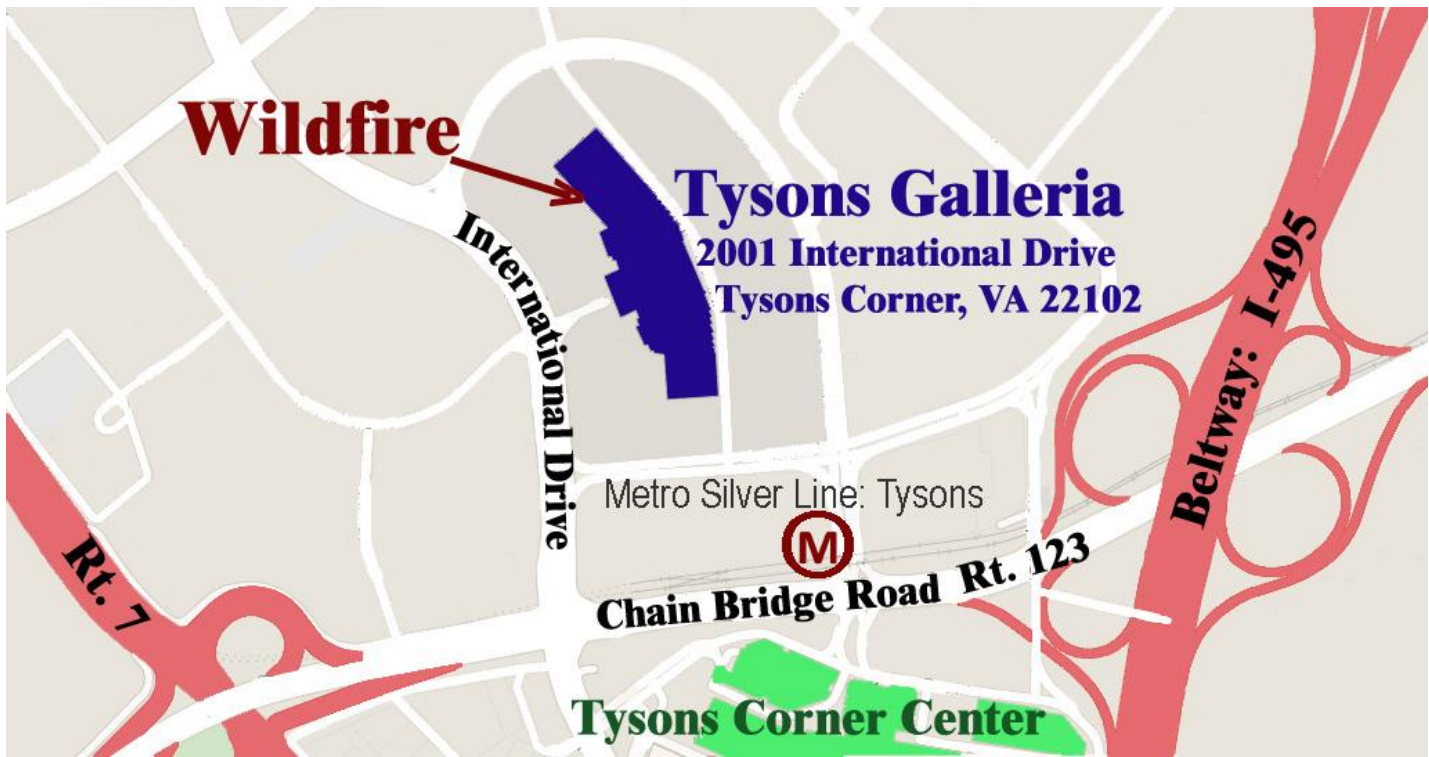 Wildfire
Tysons Galleria
2001 International Drive
Tysons Corner, VA 22102
International Drive
Beltway: I-495
Metro Silver Line: Tysons
M
Rt. 7
Chain Bridge Road Rt. 123
Tysons Corner Center